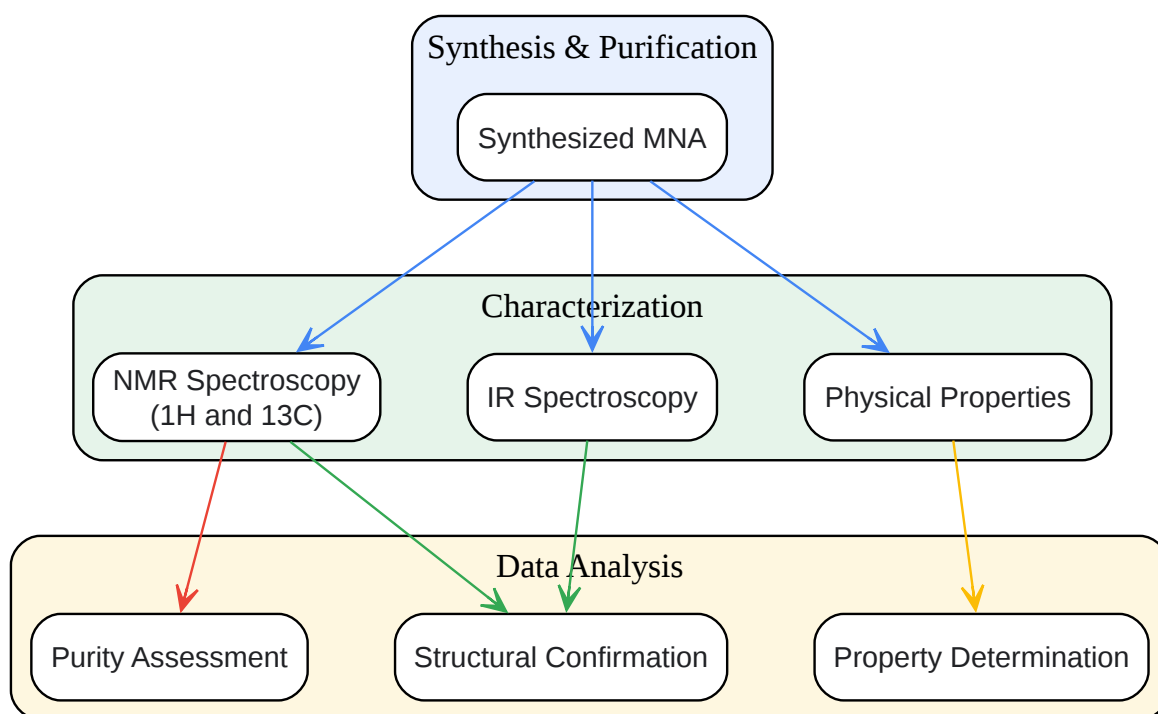 Synthesis & Purification
Synthesized MNA
Characterization
NMR Spectroscopy
(1H and 13C)
IR Spectroscopy
Physical Properties
Data Analysis
Purity Assessment
Structural Confirmation
Property Determination